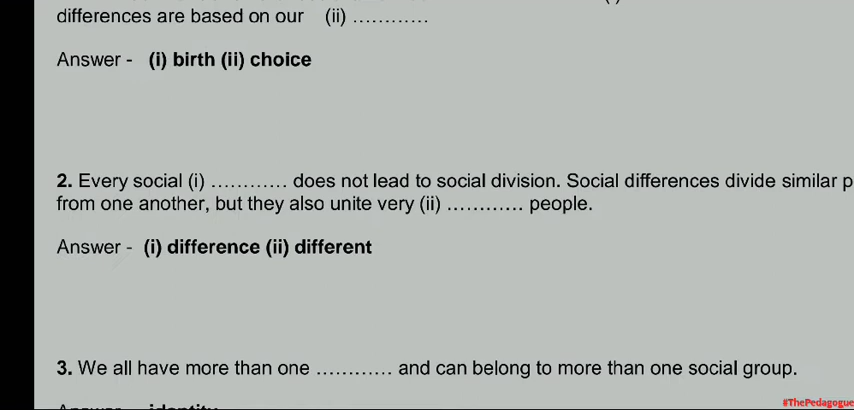 differences are based on our (ii) …………
Answer - (i) birth (ii) choice
2. Every social (i) ………… does not lead to social division. Social differences divide similar p
from one another, but they also unite very (ii) ………… people.
Answer - (i) difference (ii) different
3. We all have more than one ………… and can belong to more than one social group.
Answer identity
#ThePedagogue